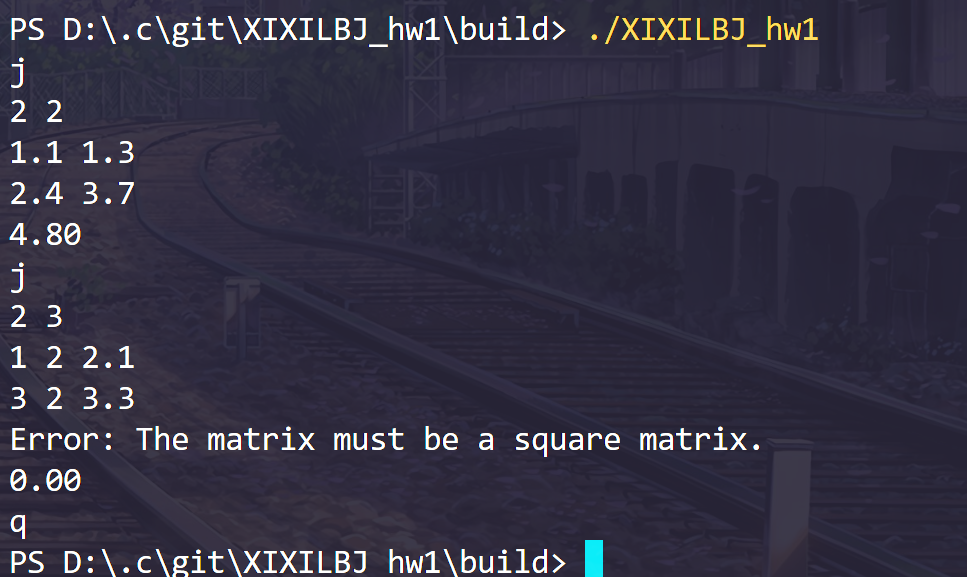 PS D:\.c\git\XIXILBJ_hw1\build> ./XIXILBJ_hw1
j
2 2
1.1 1.3
2.4 3.7
4.80
j
2 3
1 2 2.1
3 2 3.3
Error: The matrix must be a square matrix.
0.00
q
PS D:\.c\git\XIXILBJ_hw1\build>